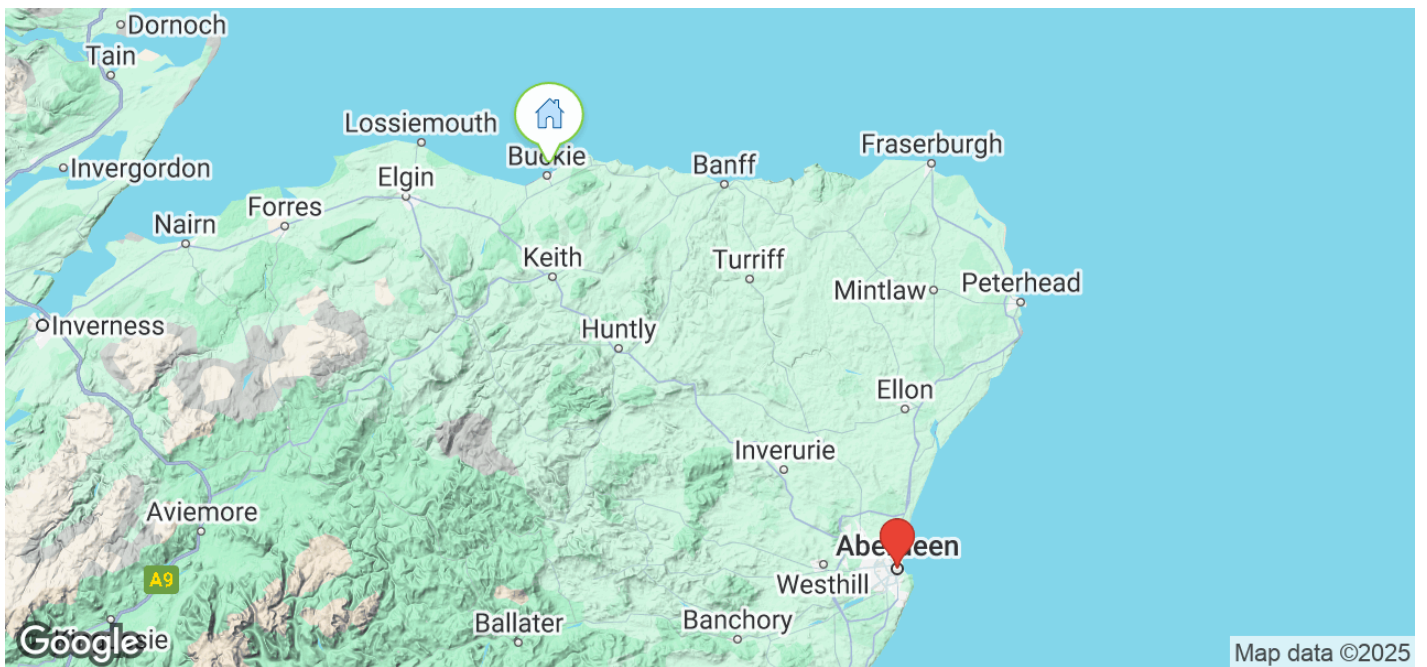 Dornoch
Tain
Lossiemouth
Fraserburgh
Buckie
Banff
Invergordon
Elgin
Forres
Nairn
Keith
Turriff
Mintlaw
Peterhead
Inverness
Huntly
Ellon
Inverurie
Aviemore
Aberdeen
A9
Westhill
Ballater
Banchory
Google
Map data ©2025